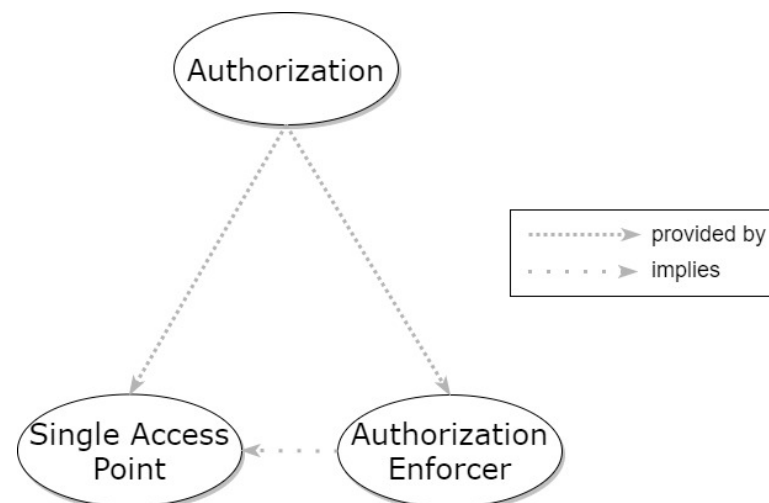 Authorization
provided by
implies
Single Access
Point
Authorization
Enforcer